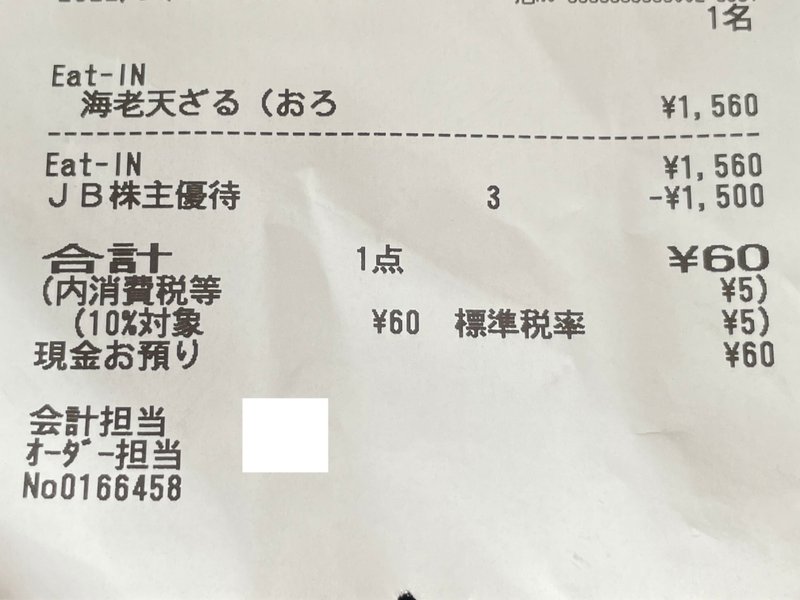 1名
Eat-IN
海老天ざる(おろ ¥1,560
Eat-IN ¥1,560
JB株主優待 3 -¥1,500
合計 1点 ¥60
(内消費税等 ¥5)
(10%対象 ¥60 標準税率 ¥5)
現金お預り ¥60
会計担当
オーダー担当
No0166458